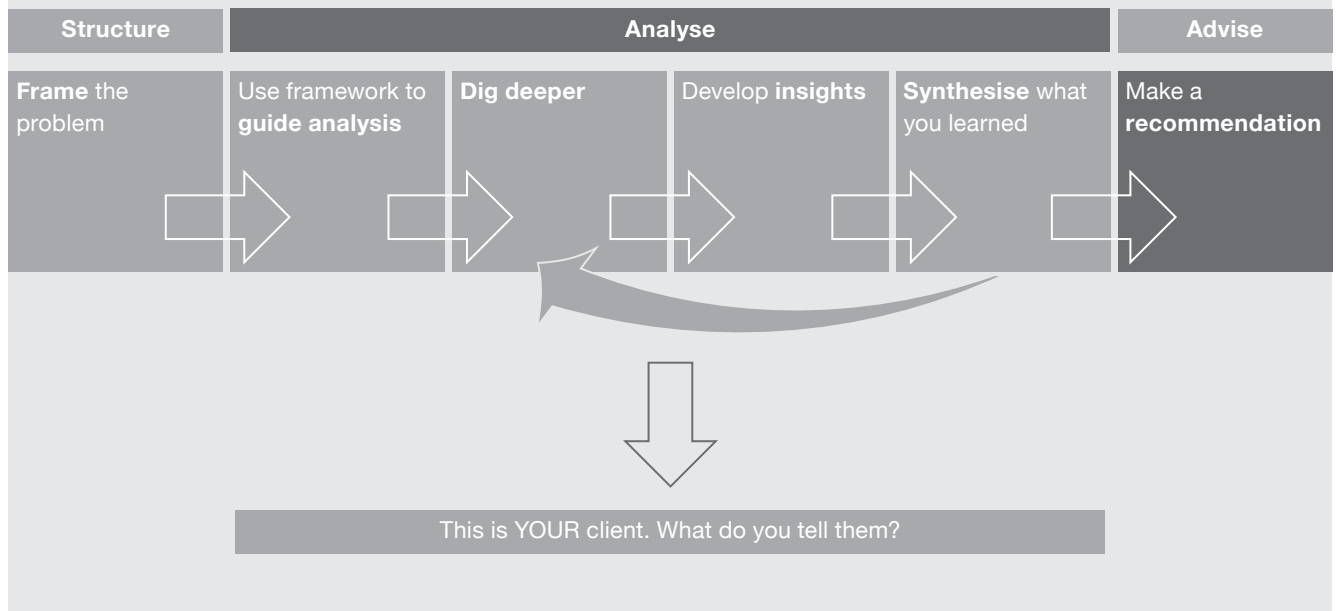 Structure
Analyse
Advise
Frame the
problem
Use framework to
guide analysis
Dig deeper
Develop insights
Synthesise what
you learned
Make a
recommendation
This is YOUR client. What do you tell them?